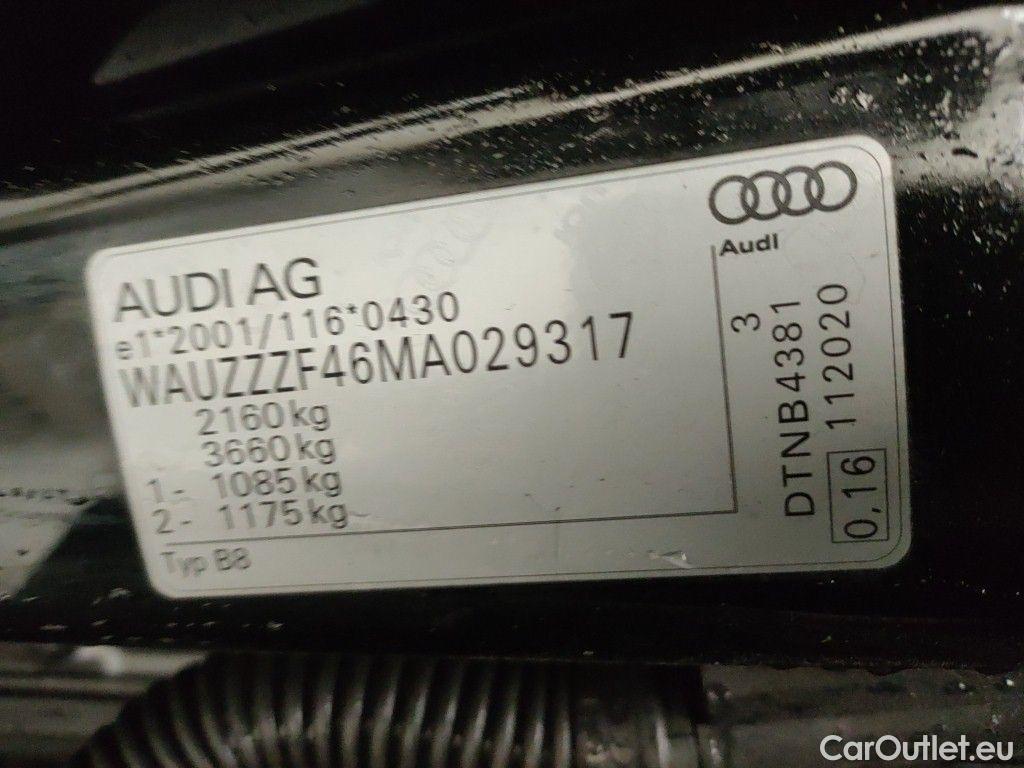 AUDI AG
e1*2001/116*0430
WAUZZZF46MA029317
2160 kg
3660 kg
1 - 1085 kg
2 - 1175 kg
Typ B8
Audi
3
DTNB4381
0,16 112020
CarOutlet.eu